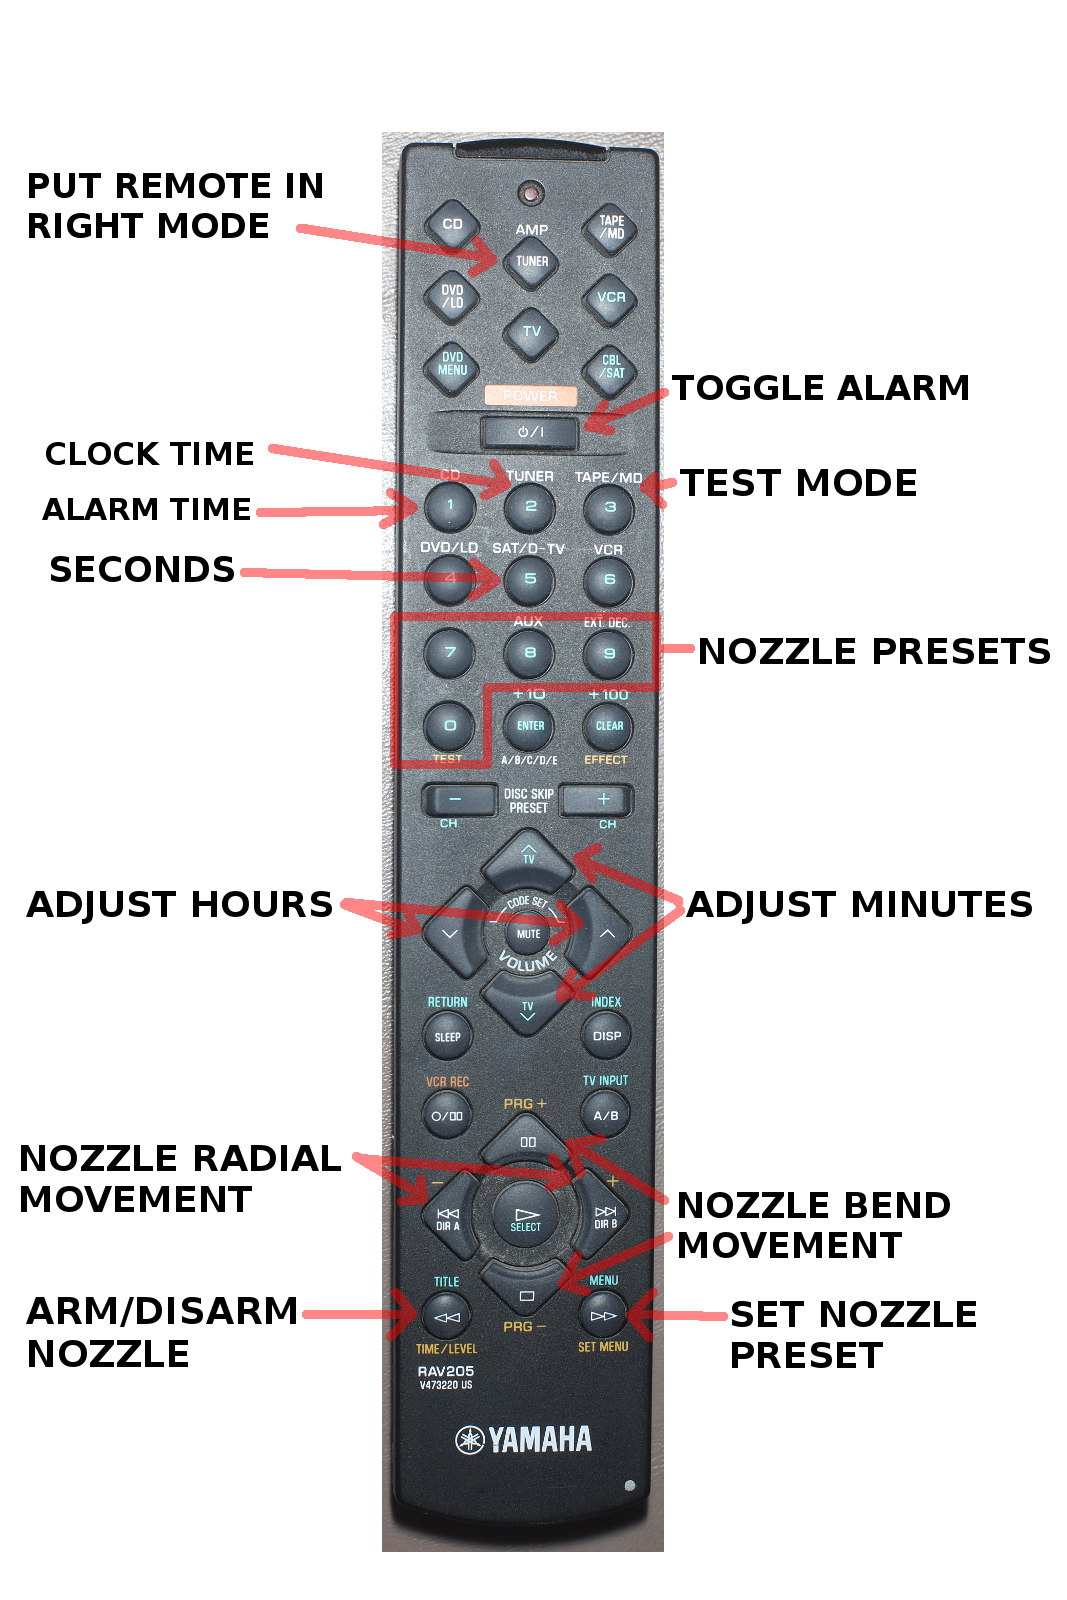 PUT REMOTE IN
RIGHT MODE
CD
AMP
TUNER
TAPE
/MD
DVD
/LD
VCR
TV
DVD
MENU
CBL
/SAT
POWER
TOGGLE ALARM
⏻/I
CLOCK TIME
CD
TUNER
TAPE/MD
TEST MODE
ALARM TIME
1
2
3
DVD/LD
SAT/D-TV
VCR
SECONDS
4
5
6
AUX
EXT. DEC.
7
8
9
NOZZLE PRESETS
+10
+100
0
ENTER
CLEAR
TEST
A/B/C/D/E
EFFECT
−
DISC SKIP
PRESET
+
CH
CH
TV
ADJUST HOURS
CODE SET
MUTE
VOLUME
ADJUST MINUTES
TV
RETURN
INDEX
SLEEP
DISP
VCR REC
TV INPUT
PRG +
A/B
NOZZLE RADIAL
MOVEMENT
−
+
DIR A
SELECT
DIR B
NOZZLE BEND
MOVEMENT
TITLE
MENU
ARM/DISARM
NOZZLE
PRG −
SET NOZZLE
PRESET
TIME/LEVEL
SET MENU
RAV205
V473220 US
YAMAHA